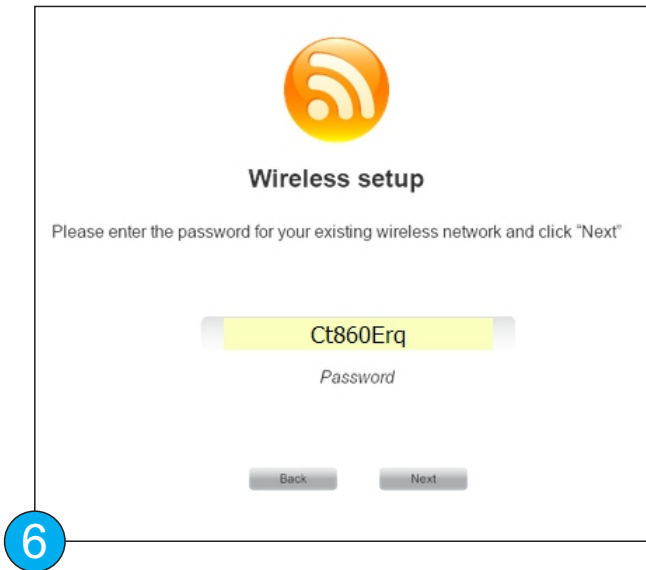 Wireless setup
Please enter the password for your existing wireless network and click “Next”
Ct860Erq
Password
Back Next
6